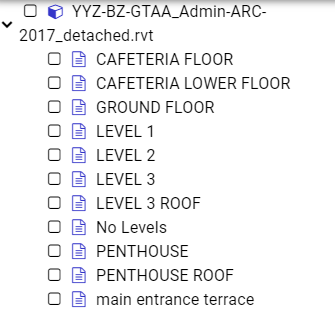 YYZ-BZ-GTAA_Admin-ARC-
2017_detached.rvt
CAFETERIA FLOOR
CAFETERIA LOWER FLOOR
GROUND FLOOR
LEVEL 1
LEVEL 2
LEVEL 3
LEVEL 3 ROOF
No Levels
PENTHOUSE
PENTHOUSE ROOF
main entrance terrace